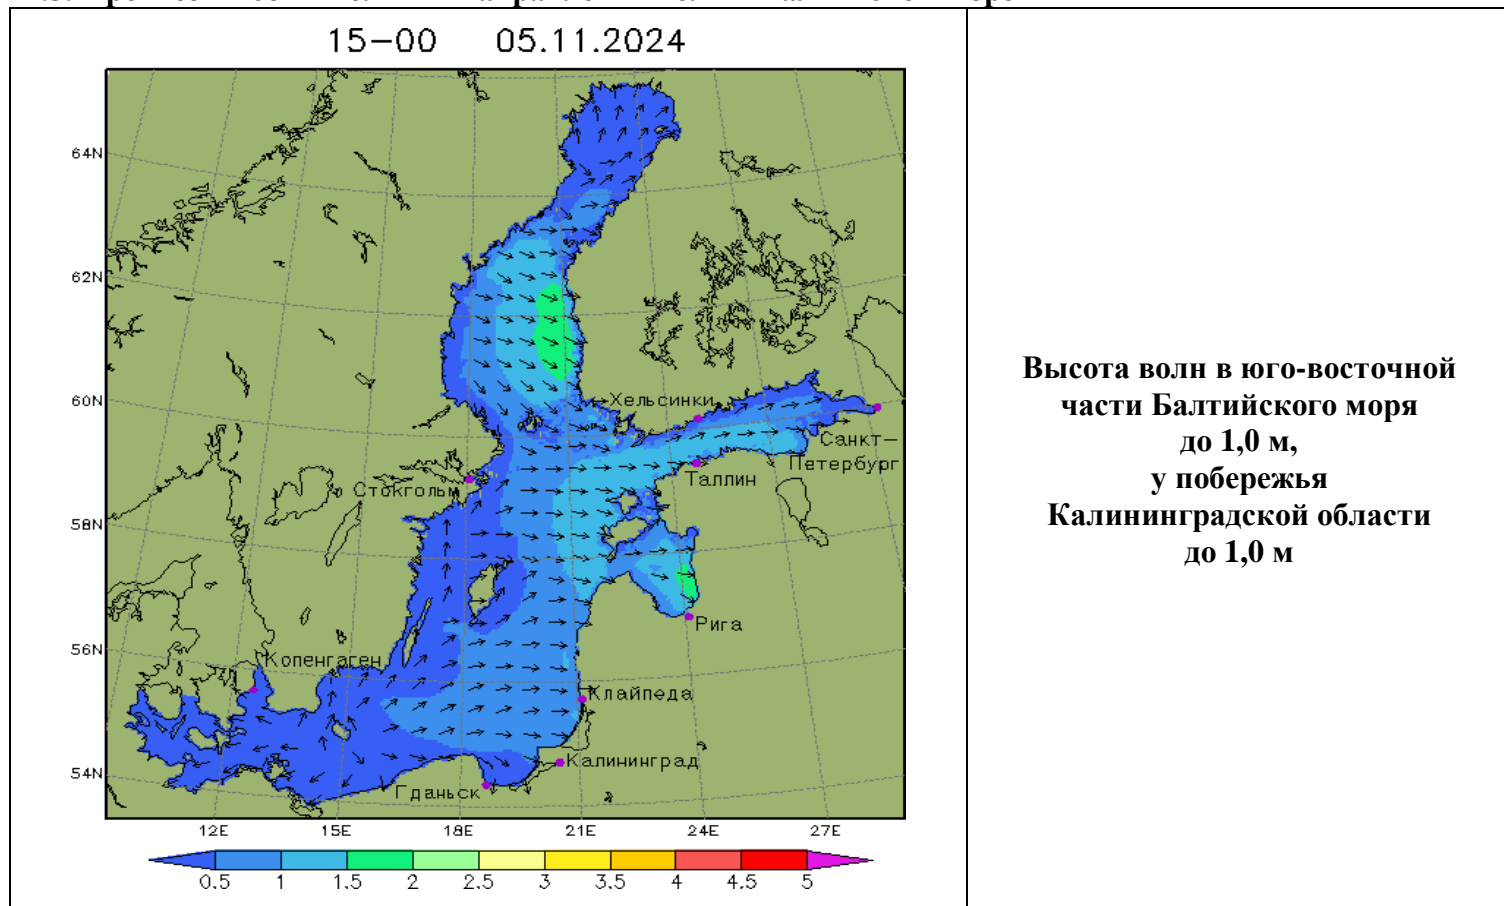 15-00 05.11.2024
64N
62N
60N
58N
56N
54N
Хельсинки
Санкт-
Петербург
Таллин
Стокгольм
Рига
Копенгаген
Клайпеда
Калининград
Гданьск
12E 15E 18E 21E 24E 27E
0.5 1 1.5 2 2.5 3 3.5 4 4.5 5
Высота волн в юго-восточной
части Балтийского моря
до 1,0 м,
у побережья
Калининградской области
до 1,0 м